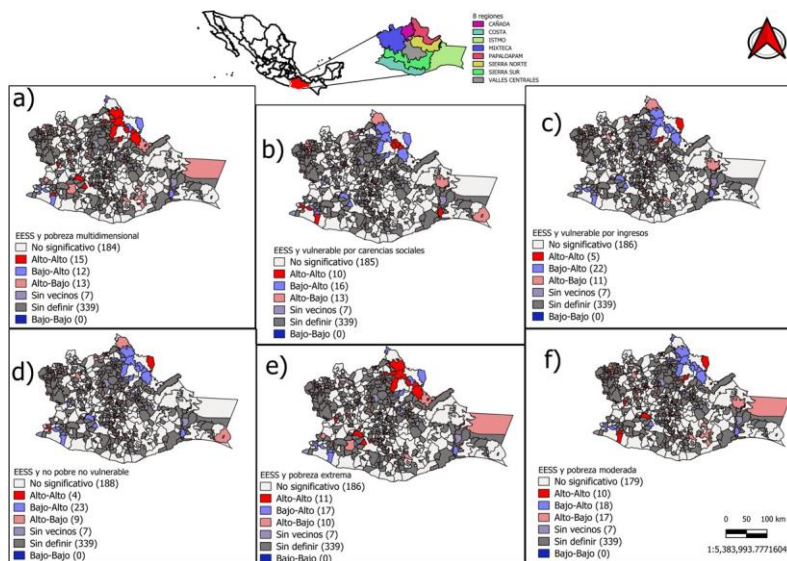 8 regiones
CAÑADA
COSTA
ISTMO
MIXTECA
PAPALOAPAM
SIERRA NORTE
SIERRA SUR
VALLES CENTRALES
a)
EESS y pobreza multidimensional
No significativo (184)
Alto-Alto (15)
Bajo-Alto (12)
Alto-Bajo (13)
Sin vecinos (7)
Sin definir (339)
Bajo-Bajo (0)
b)
EESS y vulnerable por carencias sociales
No significativo (185)
Alto-Alto (10)
Bajo-Alto (16)
Alto-Bajo (13)
Sin vecinos (7)
Sin definir (339)
Bajo-Bajo (0)
c)
EESS y vulnerable por ingresos
No significativo (186)
Alto-Alto (5)
Bajo-Alto (22)
Alto-Bajo (11)
Sin vecinos (7)
Sin definir (339)
Bajo-Bajo (0)
d)
EESS y no pobre no vulnerable
No significativo (188)
Alto-Alto (4)
Bajo-Alto (23)
Alto-Bajo (9)
Sin vecinos (7)
Sin definir (339)
Bajo-Bajo (0)
e)
EESS y pobreza extrema
No significativo (186)
Alto-Alto (11)
Bajo-Alto (17)
Alto-Bajo (10)
Sin vecinos (7)
Sin definir (339)
Bajo-Bajo (0)
f)
EESS y pobreza moderada
No significativo (179)
Alto-Alto (10)
Bajo-Alto (18)
Alto-Bajo (17)
Sin vecinos (7)
Sin definir (339)
Bajo-Bajo (0)
0 50 100 km
1:5,383,993.7771604